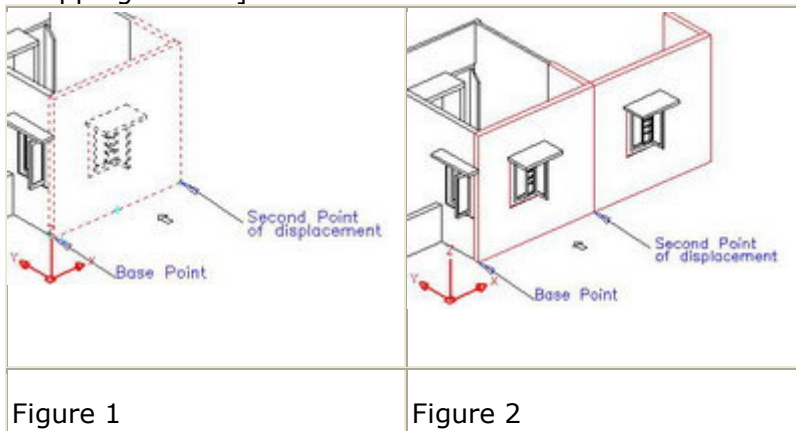 Second Point
of displacement
Base Point
Y
X
Second Point
of displacement
Base Point
Z
Y
X
Figure 1
Figure 2